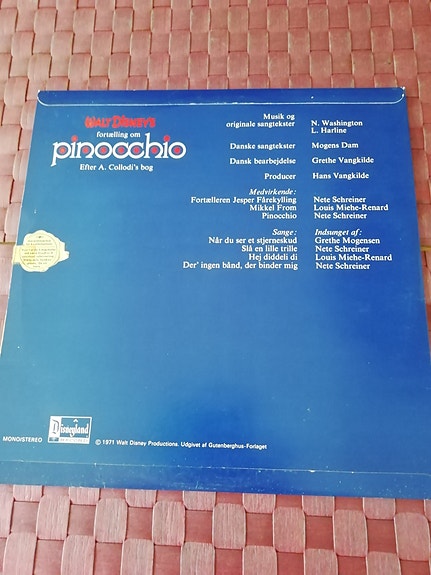 WALT DISNEYS
fortælling om
pinocchio
Efter A. Collodi's bog
Musik og
originale sangtekster N. Washington
L. Harline
Danske sangtekster Mogens Dam
Dansk bearbejdelse Grethe Vangkilde
Producer Hans Vangkilde
Medvirkende:
Fortælleren Jesper Fårekylling Nete Schreiner
Mikkel From Louis Miehe-Renard
Pinocchio Nete Schreiner
Sange: Indsunget af:
Når du ser et stjerneskud Grethe Mogensen
Slå en lille trille Nete Schreiner
Hej diddeli di Louis Miehe-Renard
Der' ingen bånd, der binder mig Nete Schreiner
Disneyland
MONO/STEREO
© 1971 Walt Disney Productions. Udgivet af Gutenberghus-Forlaget